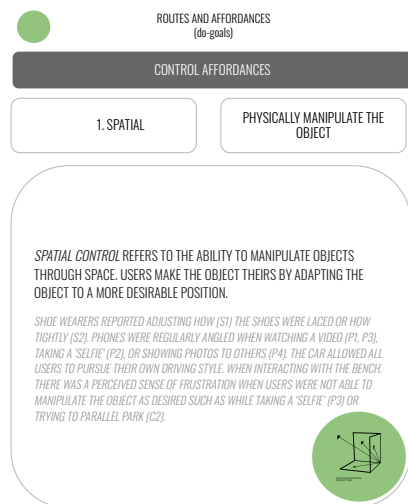 ROUTES AND AFFORDANCES
(do-goals)
CONTROL AFFORDANCES
1. SPATIAL
PHYSICALLY MANIPULATE THE
OBJECT
SPATIAL CONTROL REFERS TO THE ABILITY TO MANIPULATE OBJECTS
THROUGH SPACE. USERS MAKE THE OBJECT THEIRS BY ADAPTING THE
OBJECT TO A MORE DESIRABLE POSITION.
SHOE WEARERS REPORTED ADJUSTING HOW (S1) THE SHOES WERE LACED OR HOW
TIGHTLY (S2). PHONES WERE REGULARLY ANGLED WHEN WATCHING A VIDEO (P1, P3),
TAKING A 'SELFIE' (P2), OR SHOWING PHOTOS TO OTHERS (P4). THE CAR ALLOWED ALL
USERS TO PURSUE THEIR OWN DRIVING STYLE. WHEN INTERACTING WITH THE BENCH.
THERE WAS A PERCEIVED SENSE OF FRUSTRATION WHEN USERS WERE NOT ABLE TO
MANIPULATE THE OBJECT AS DESIRED SUCH AS WHILE TAKING A 'SELFIE' (P3) OR
TRYING TO PARALLEL PARK (C2).